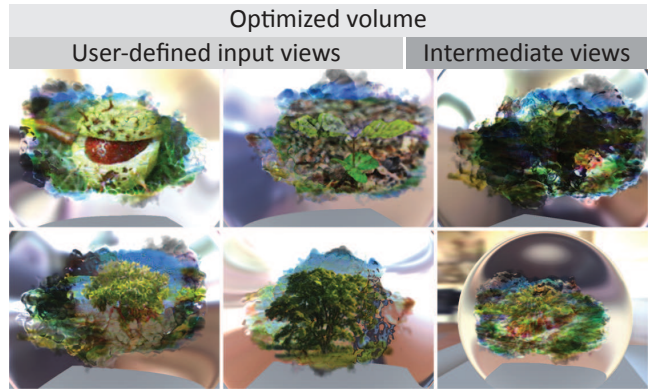 Optimized volume
User-defined input views
Intermediate views